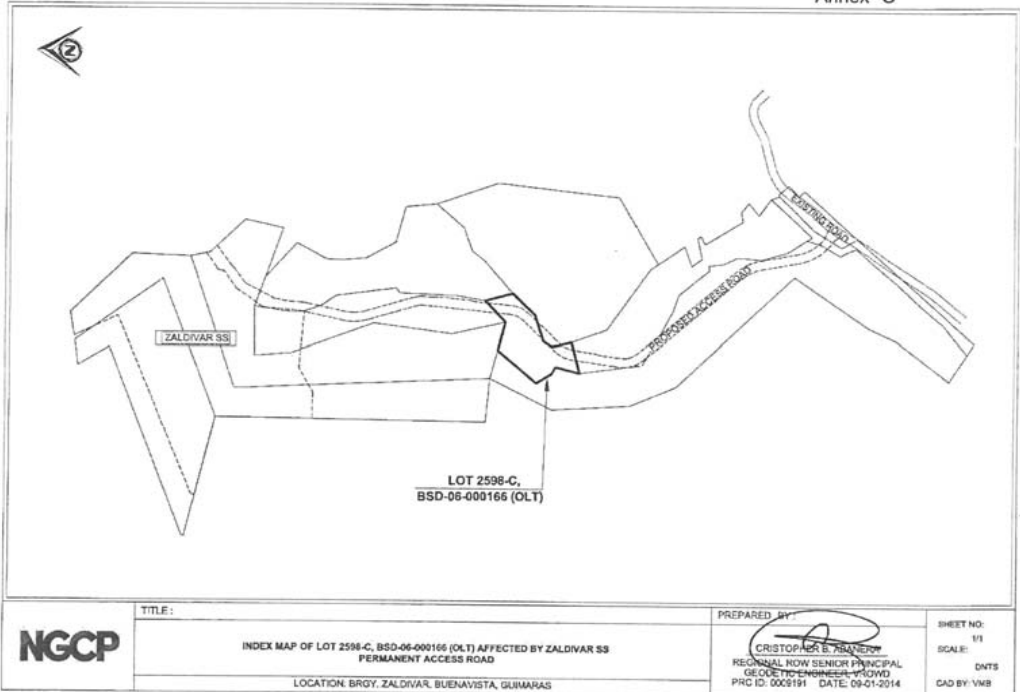 Annex "C"
N
EXISTING ROAD
PROPOSED ACCESS ROAD
ZALDIVAR SS
LOT 2598-C,
BSD-06-000166 (OLT)
NGCP
TITLE :
INDEX MAP OF LOT 2598-C, BSD-06-000166 (OLT) AFFECTED BY ZALDIVAR SS
PERMANENT ACCESS ROAD
LOCATION: BRGY. ZALDIVAR, BUENAVISTA, GUIMARAS
PREPARED BY :
CRISTOPHER B.
REGIONAL ROW SENIOR PRINCIPAL
GEODETIC ENGINEER, VROWD
PRC ID: 0009191 DATE: 09-01-2014
SHEET NO:
1/1
SCALE:
DNTS
CAD BY: VMB